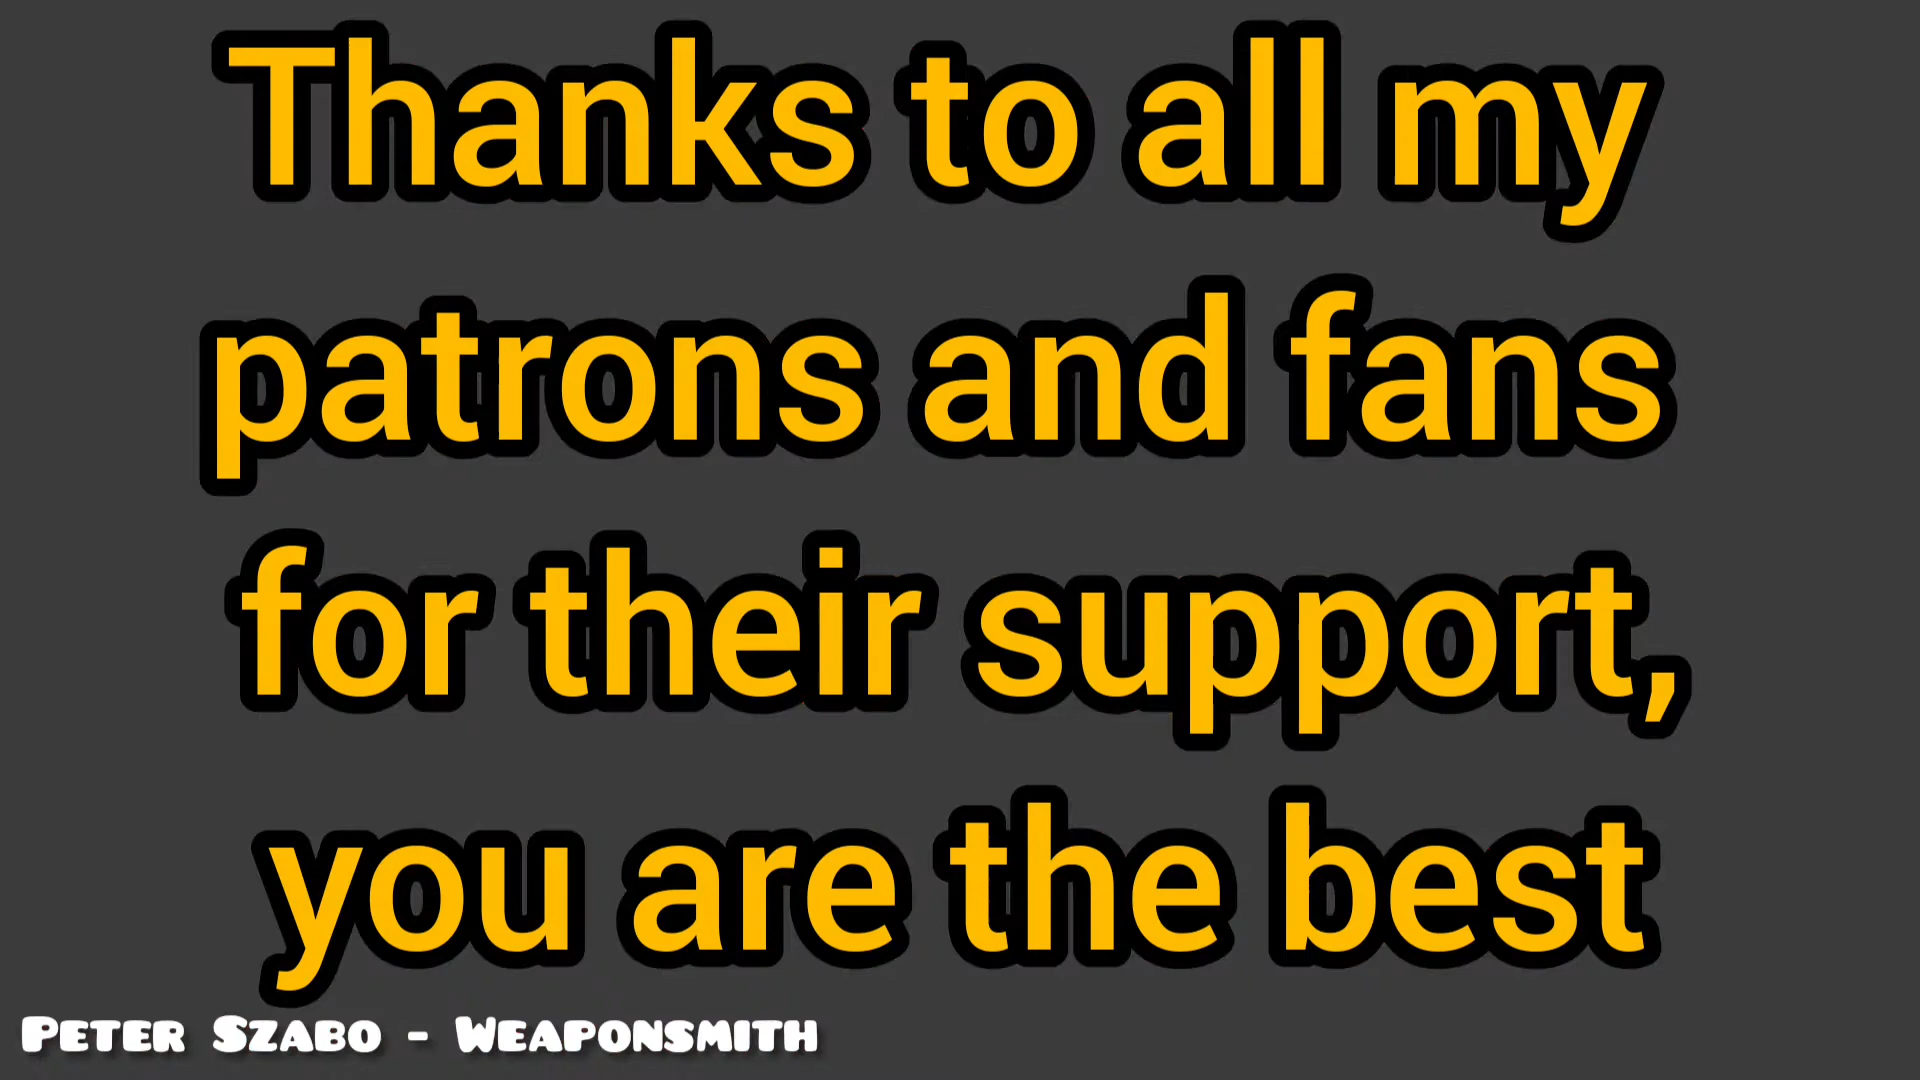 Thanks to all my
patrons and fans
for their support,
you are the best
PETER SZABO - WEAPONSMITH